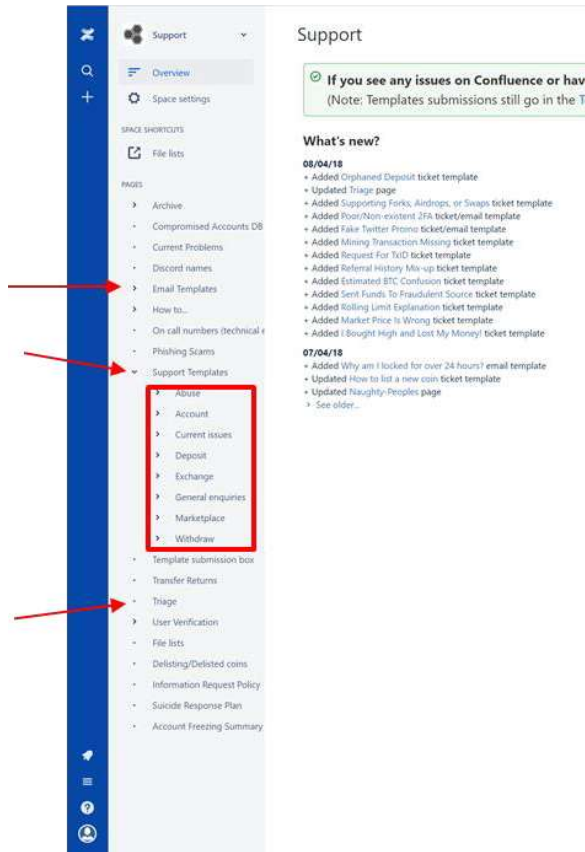 Support
Overview
Space settings
SPACE SHORTCUTS
File lists
PAGES
Archive
Compromised Accounts DB
Current Problems
Discord names
Email Templates
How to...
On call numbers (technical e
Phishing Scams
Support Templates
Abuse
Account
Current issues
Deposit
Exchange
General enquiries
Marketplace
Withdraw
Template submission box
Transfer Returns
Triage
User Verification
File lists
Delisting/Delisted coins
Information Request Policy
Suicide Response Plan
Account Freezing Summary
Support
If you see any issues on Confluence or hav
(Note: Templates submissions still go in the T
What's new?
08/04/18
+ Added Orphaned Deposit ticket template
+ Updated Triage page
+ Added Supporting Forks, Airdrops, or Swaps ticket template
+ Added Poor/Non-existent 2FA ticket/email template
+ Added Fake Twitter Promo ticket/email template
+ Added Mining Transaction Missing ticket template
+ Added Request For TxID ticket template
+ Added Referral History Mix-up ticket template
+ Added Estimated BTC Confusion ticket template
+ Added Sent Funds To Fraudulent Source ticket template
+ Added Rolling Limit Explanation ticket template
+ Added Market Price Is Wrong ticket template
+ Added I Bought High and Lost My Money! ticket template
07/04/18
+ Added Why am I locked for over 24 hours? email template
+ Updated How to list a new coin ticket template
+ Updated Naughty-Peoples page
See older...